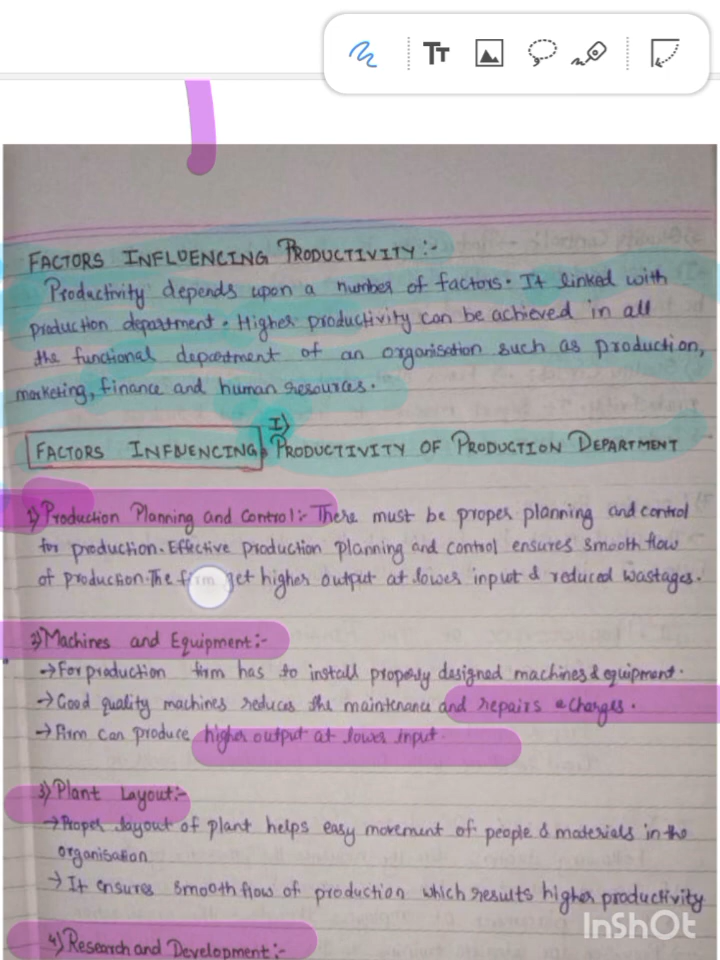 FACTORS INFLUENCING PRODUCTIVITY :-
Productivity depends upon a number of factors. It linked with
production department. Higher productivity can be achieved in all
the functional department of an organisation such as production,
marketing, finance and human resources.
I)
FACTORS INFLUENCING PRODUCTIVITY OF PRODUCTION DEPARTMENT
1) Production Planning and Control:- There must be proper planning and control
for production. Effective production planning and control ensures smooth flow
of production. The firm get higher output at lower input & reduced wastages.
2) Machines and Equipment:-
→ For production firm has to install properly designed machines & equipment.
→ Good quality machines reduces the maintenance and repairs charges.
→ Firm can produce higher output at lower input.
3) Plant Layout:-
→ Proper layout of plant helps easy movement of people & materials in the
organisation
→ It ensures smooth flow of production which results higher productivity
4) Research and Development:-
InShOt